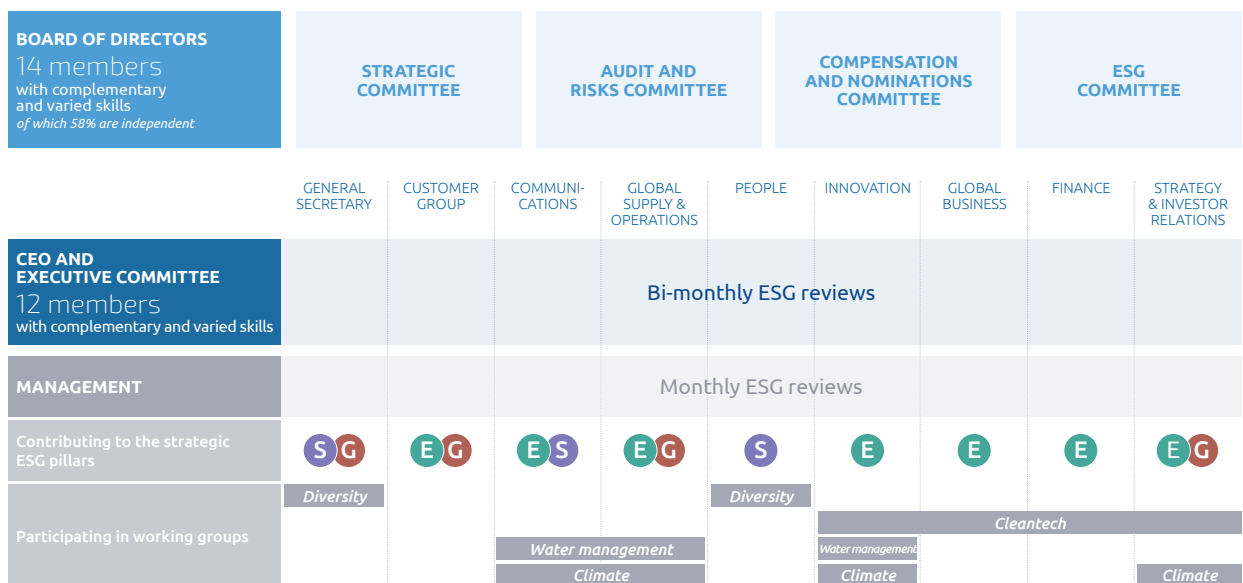 BOARD OF DIRECTORS
14 members
with complementary
and varied skills
of which 58% are independent
STRATEGIC
COMMITTEE
AUDIT AND
RISKS COMMITTEE
COMPENSATION
AND NOMINATIONS
COMMITTEE
ESG
COMMITTEE
GENERAL
SECRETARY
CUSTOMER
GROUP
COMMUNI-
CATIONS
GLOBAL
SUPPLY &
OPERATIONS
PEOPLE
INNOVATION
GLOBAL
BUSINESS
FINANCE
STRATEGY
& INVESTOR
RELATIONS
CEO AND
EXECUTIVE COMMITTEE
12 members
with complementary and varied skills
Bi-monthly ESG reviews
MANAGEMENT
Monthly ESG reviews
Contributing to the strategic
ESG pillars
S G
E G
E S
E G
S
E
E
E
E G
Participating in working groups
Diversity
Diversity
Cleantech
Water management
Water management
Climate
Climate
Climate